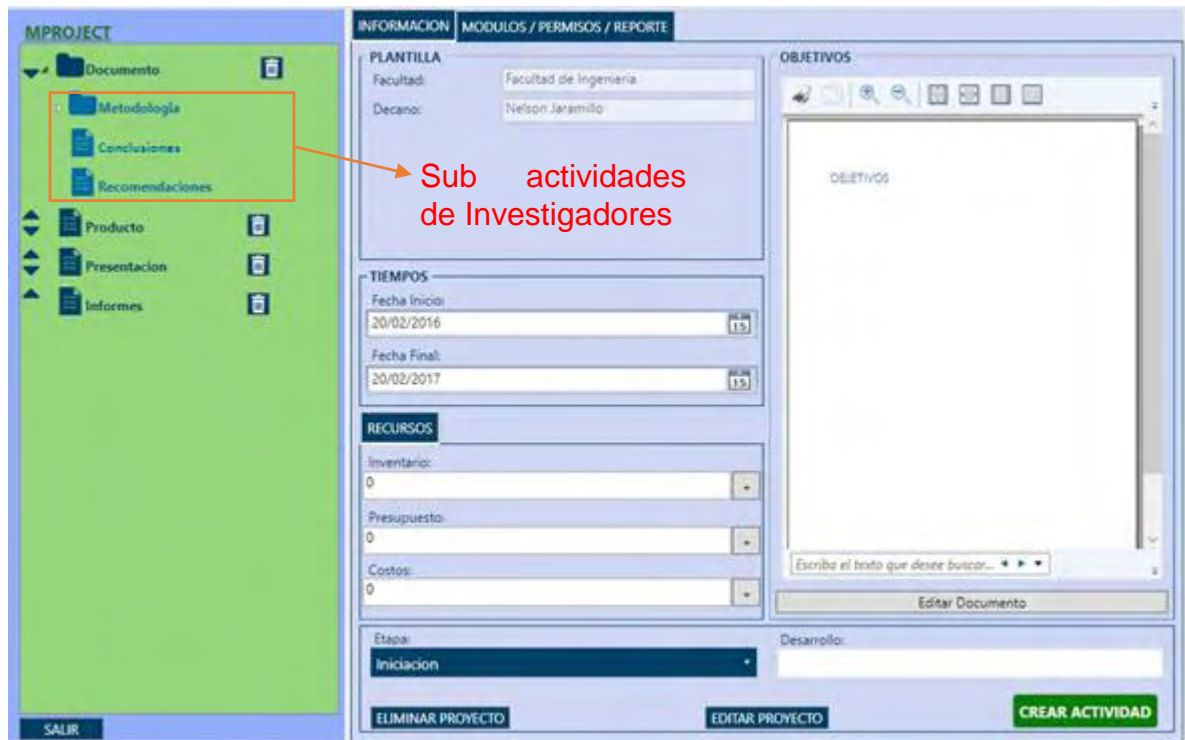 MPROJECT
Documento
Metodología
Conclusiones
Recomendaciones
Producto
Presentacion
Informes
SALIR
INFORMACION
MODULOS / PERMISOS / REPORTE
PLANTILLA
Facultad:
Facultad de Ingenieria
Decano:
Nelson Jaramillo
Sub actividades
de Investigadores
TIEMPOS
Fecha Inicio:
20/02/2016
15
Fecha Final:
20/02/2017
15
RECURSOS
Inventario:
0
Presupuesto:
0
Costos:
0
OBJETIVOS
OBJETIVOS
Escriba el texto que desee buscar...
Editar Documento
Etapa:
Iniciacion
Desarrollo:
ELIMINAR PROYECTO
EDITAR PROYECTO
CREAR ACTIVIDAD